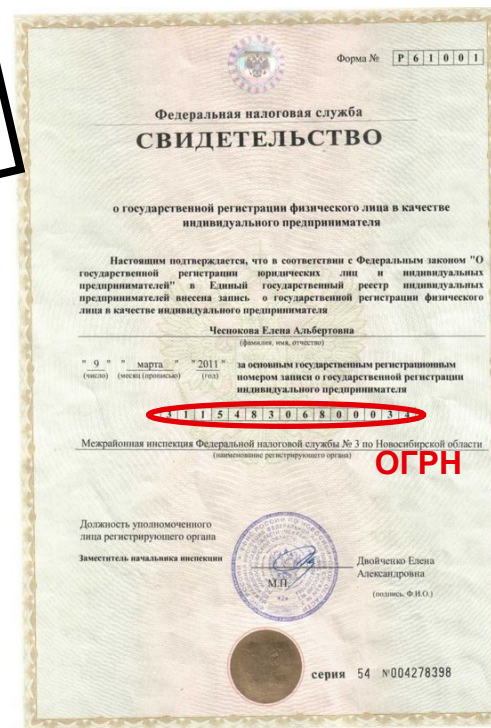 Форма № Р 6 1 0 0 1
Федеральная налоговая служба
СВИДЕТЕЛЬСТВО
о государственной регистрации физического лица в качестве
индивидуального предпринимателя
Настоящим подтверждается, что в соответствии с Федеральным законом "О
государственной регистрации юридических лиц и индивидуальных
предпринимателей" в Единый государственный реестр индивидуальных
предпринимателей внесена запись о государственной регистрации физического
лица в качестве индивидуального предпринимателя
Чеснокова Елена Альбертовна
(фамилия, имя, отчество)
" 9 " " марта " " 2011 " за основным государственным регистрационным
(число) (месяц (прописью) (год) номером записи о государственной регистрации
индивидуального предпринимателя
3 1 1 5 4 8 3 0 6 8 0 0 0 3 4
Межрайонная инспекция Федеральной налоговой службы № 3 по Новосибирской области
(наименование регистрирующего органа)
ОГРН
Должность уполномоченного
лица регистрирующего органа
Заместитель начальника инспекции
Двойченко Елена
Александровна
М.П.
(подпись, Ф.И.О.)
серия 54 №004278398